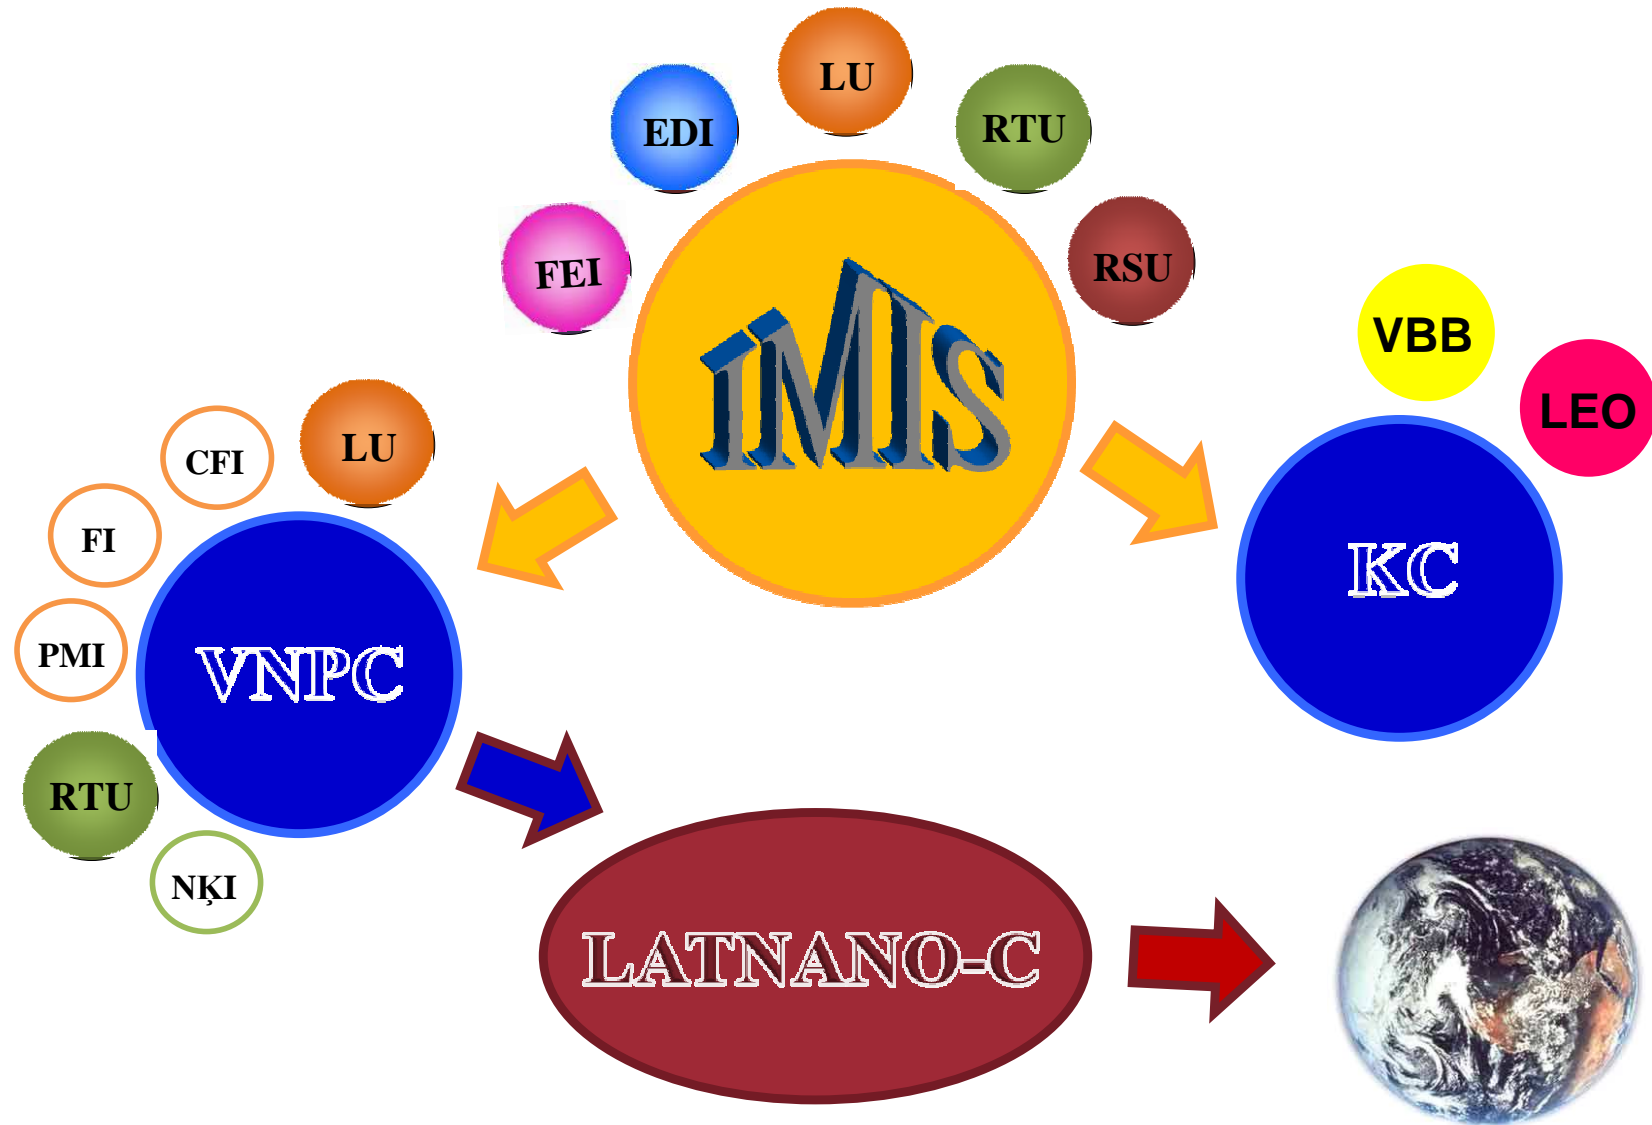 LU
EDI
RTU
FEI
RSU
IMIS
VBB
LEO
KC
LU
CFI
FI
PMI
VNPC
RTU
NĶI
LATNANO-C